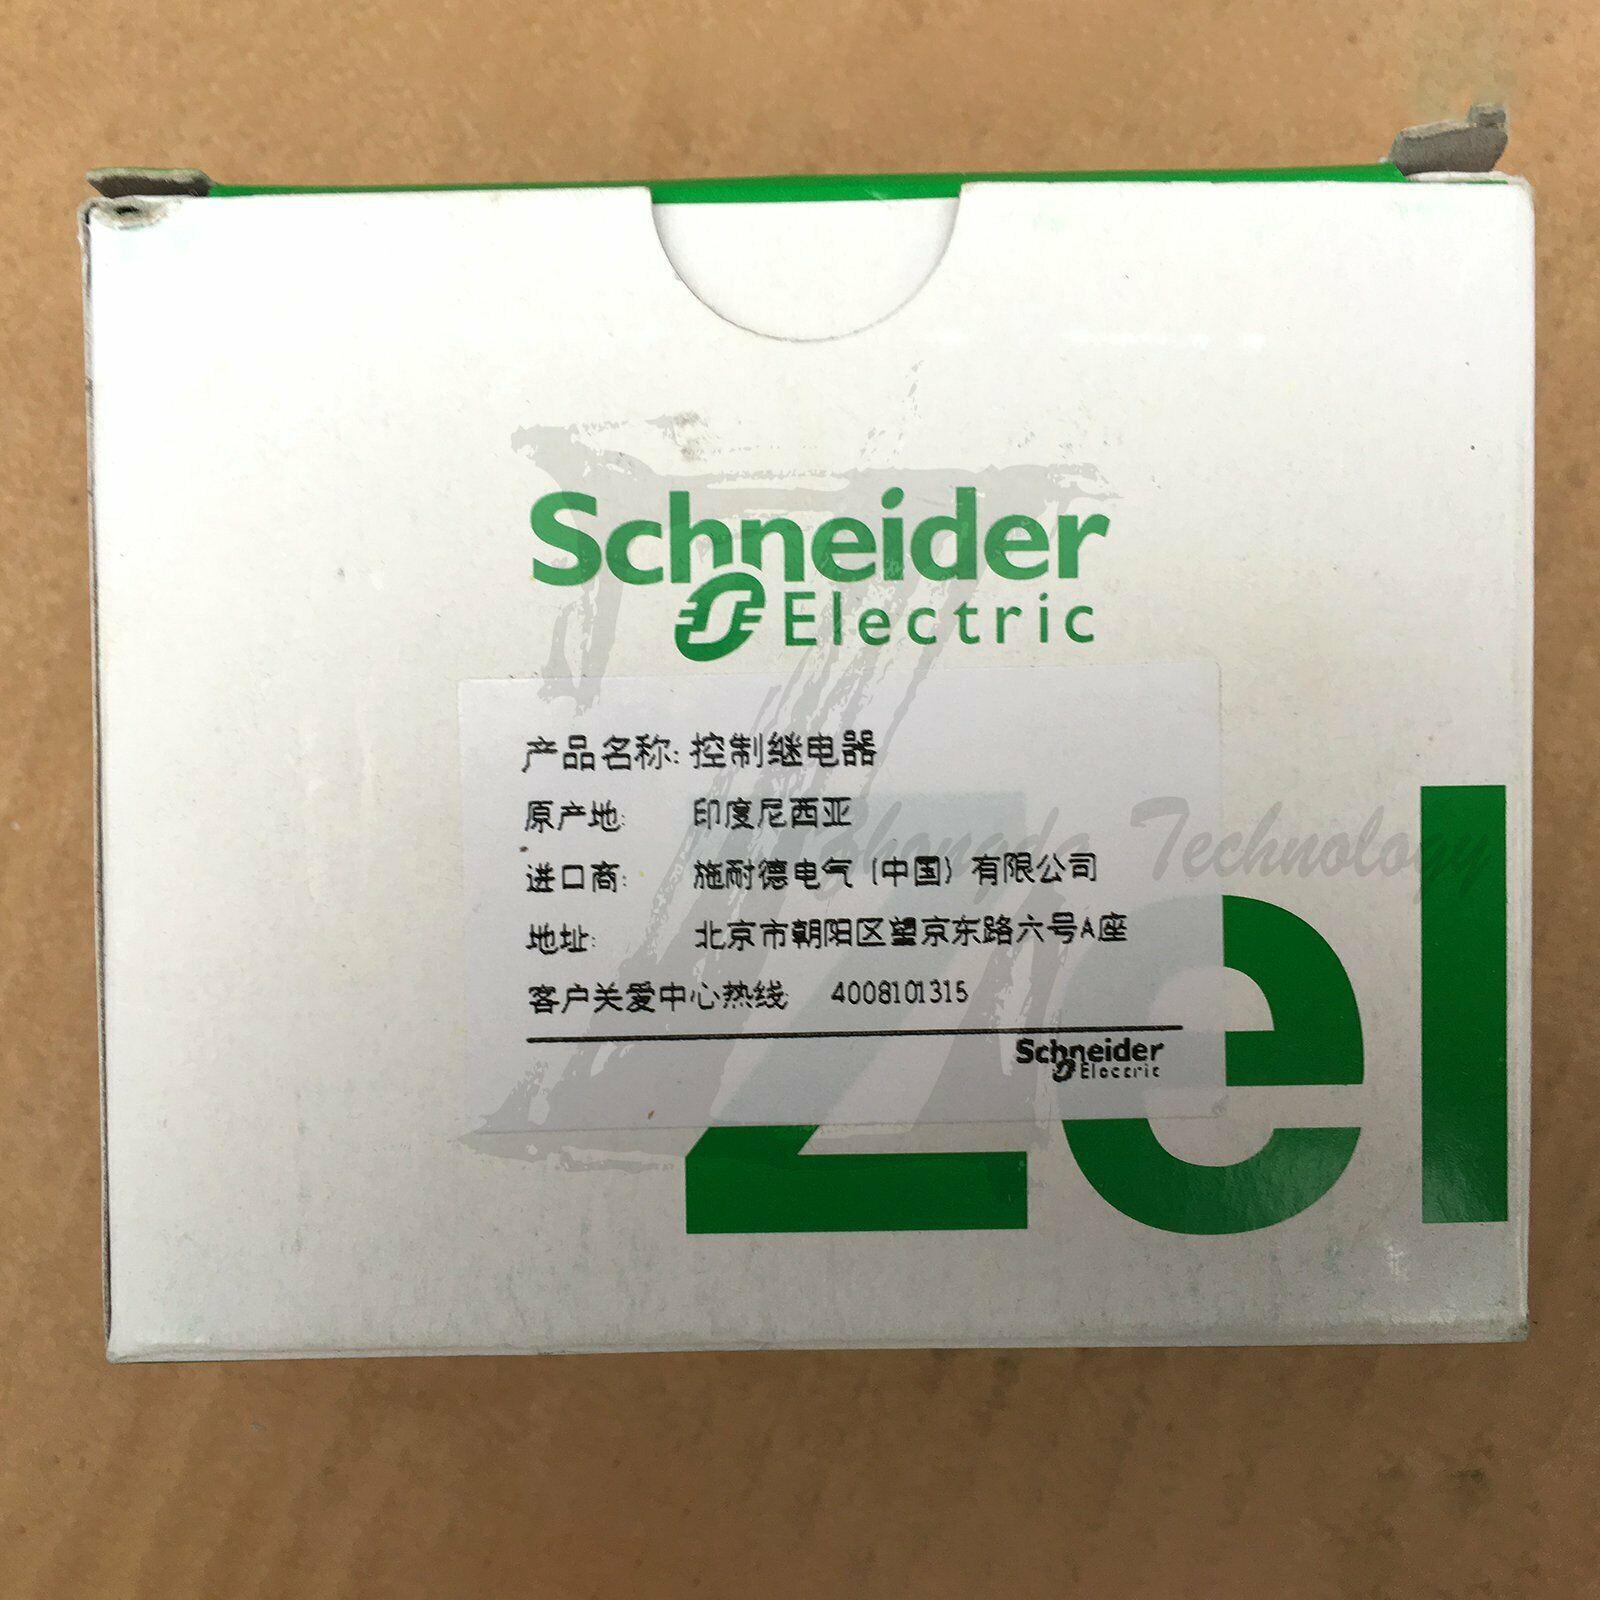 Schneider
Electric
产品名称: 控制继电器
原产地: 印度尼西亚
进口商: 施耐德电气 (中国) 有限公司
地址: 北京市朝阳区望京东路六号A座
客户关爱中心热线: 4008101315
Schneider
Electric
Zel
Zhongda Technology